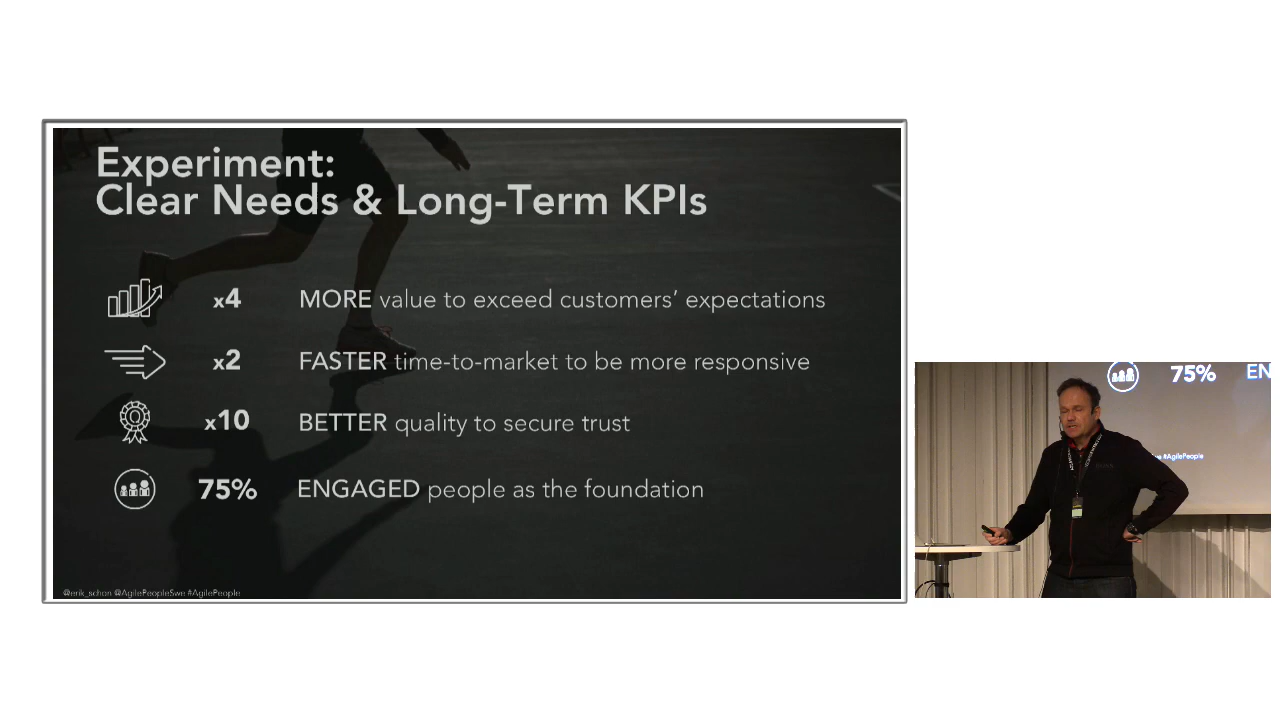 Experiment:
Clear Needs & Long-Term KPIs
x4 MORE value to exceed customers’ expectations
x2 FASTER time-to-market to be more responsive
x10 BETTER quality to secure trust
75% ENGAGED people as the foundation
@erik_schon @AgilePeopleSwe #AgilePeople
75% EN
#AgilePeople